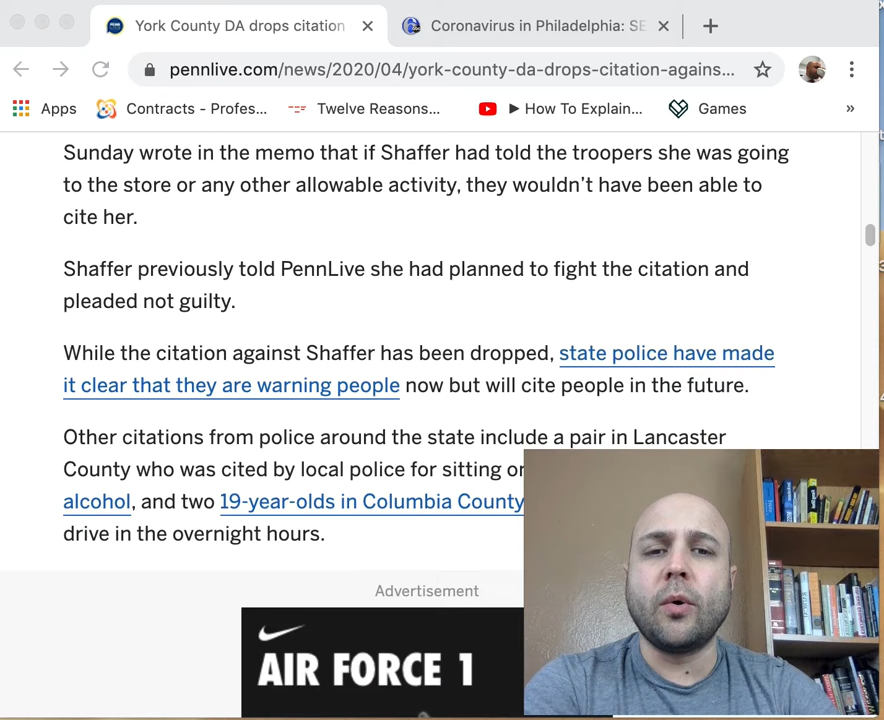 York County DA drops citation
Coronavirus in Philadelphia: SE
pennlive.com/news/2020/04/york-county-da-drops-citation-agains...
Apps
Contracts - Profes...
Twelve Reasons...
► How To Explain...
Games
»
Sunday wrote in the memo that if Shaffer had told the troopers she was going
to the store or any other allowable activity, they wouldn't have been able to
cite her.
Shaffer previously told PennLive she had planned to fight the citation and
pleaded not guilty.
While the citation against Shaffer has been dropped, state police have made
it clear that they are warning people now but will cite people in the future.
Other citations from police around the state include a pair in Lancaster
County who was cited by local police for sitting
alcohol, and two 19-year-olds in Columbia County
drive in the overnight hours.
Advertisement
AIR FORCE 1